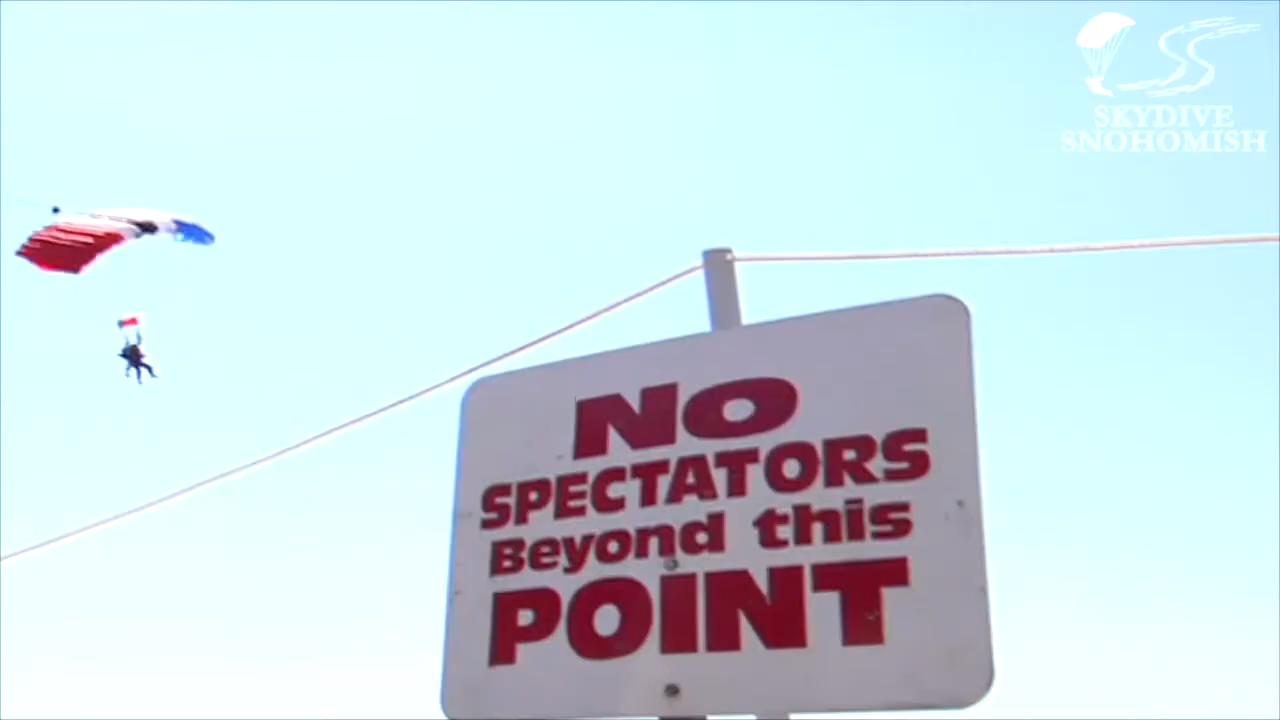 SKYDIVE
SNOHOMISH
NO
SPECTATORS
Beyond this
POINT